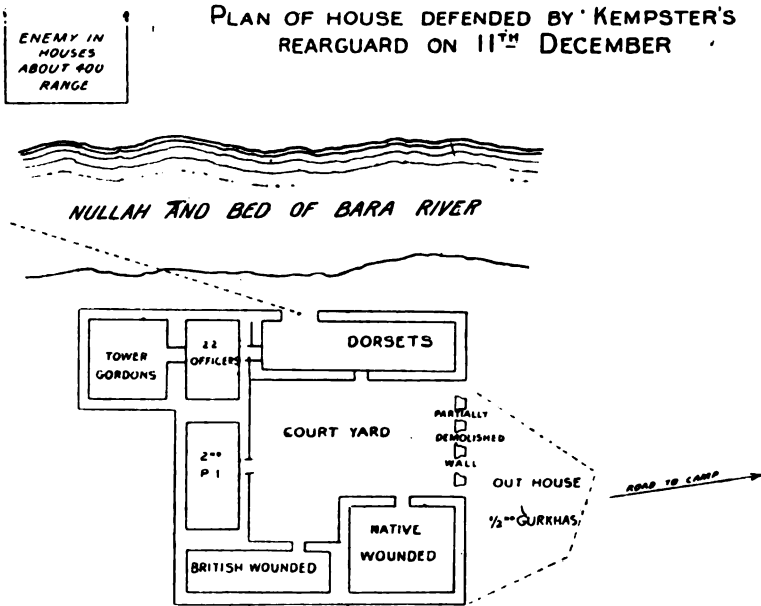 PLAN OF HOUSE DEFENDED BY KEMPSTER'S
REARGUARD ON 11TH DECEMBER
ENEMY IN
HOUSES
ABOUT 400
RANGE
NULLAH AND BED OF BARA RIVER
TOWER
GORDONS
22
OFFICERS
DORSETS
2ND
P I
COURT YARD
PARTIALLY
DEMOLISHED
WALL
OUT HOUSE
1/2ND GURKHAS
ROAD TO CAMP
NATIVE
WOUNDED
BRITISH WOUNDED